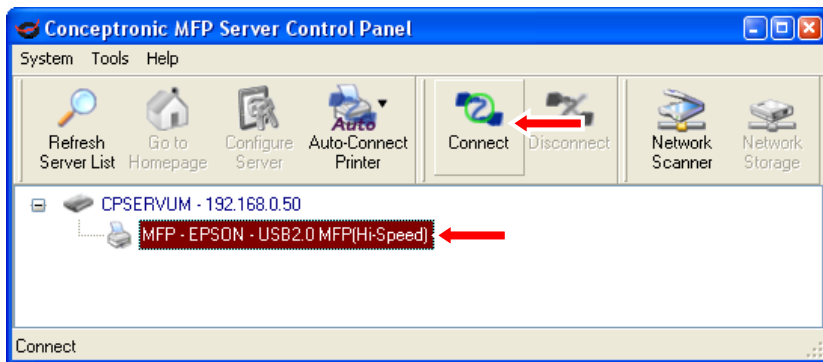 Conceptronic MFP Server Control Panel
System Tools Help
Refresh Server List
Go to Homepage
Configure Server
Auto
Auto-Connect Printer
Connect
Disconnect
Network Scanner
Network Storage
CPSERVUM - 192.168.0.50
MFP - EPSON - USB2.0 MFP(Hi-Speed)
Connect